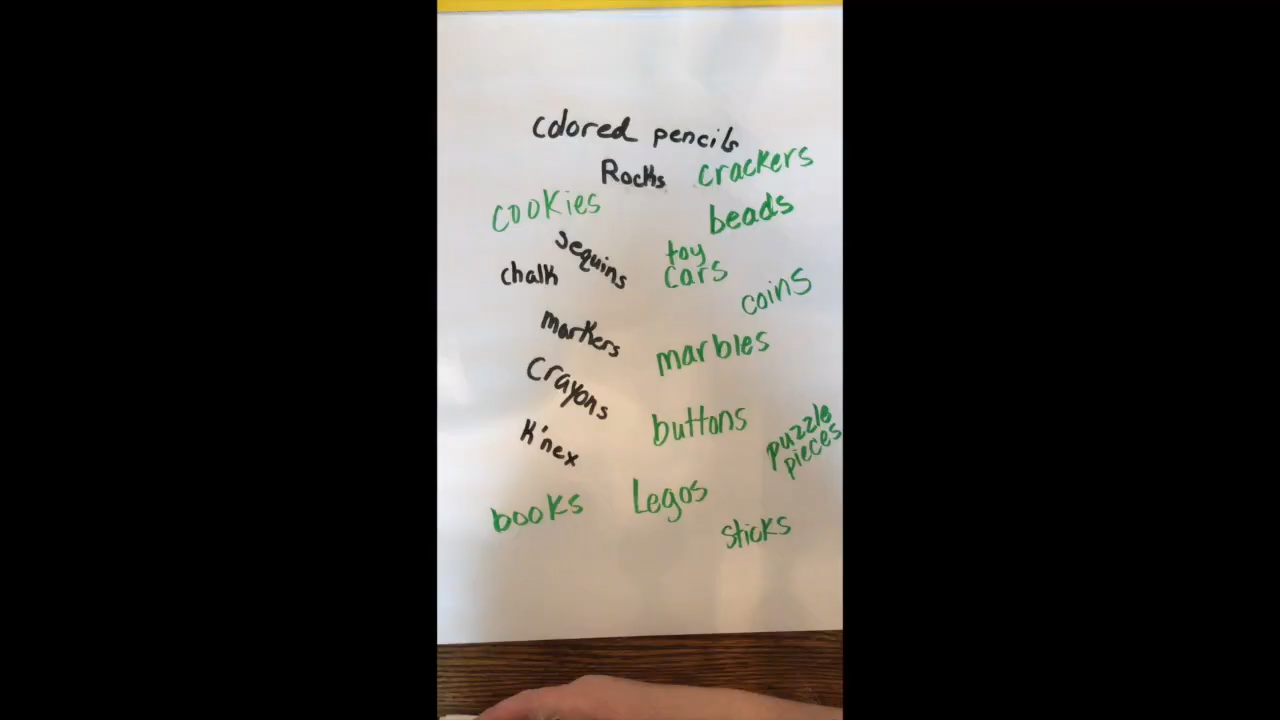 colored pencils
Rocks
crackers
cookies
beads
sequins
toy
cars
chalk
coins
markers
marbles
crayons
buttons
puzzle
pieces
K'nex
books
Legos
sticks